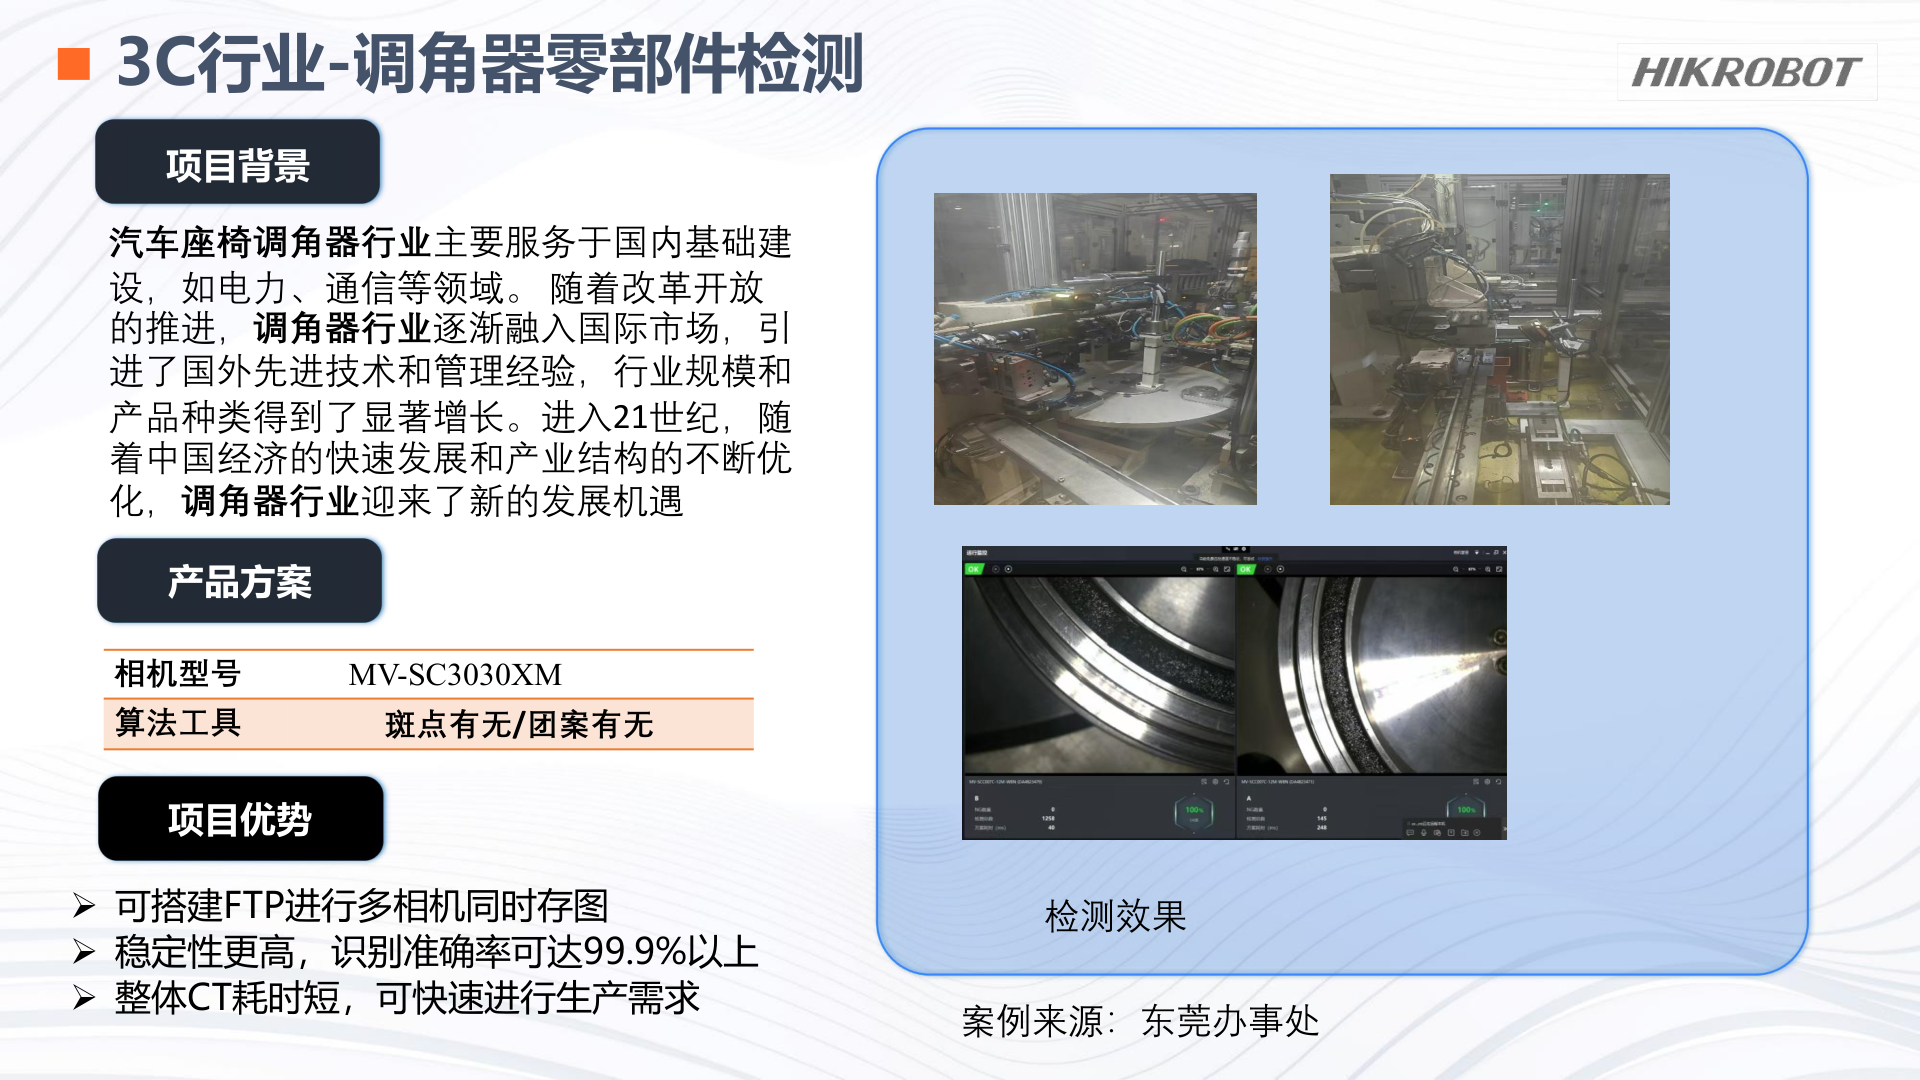 3C行业-调角器零部件检测
HIKROBOT
项目背景
汽车座椅调角器行业主要服务于国内基础建
设，如电力、通信等领域。 随着改革开放
的推进，调角器行业逐渐融入国际市场，引
进了国外先进技术和管理经验，行业规模和
产品种类得到了显著增长。进入21世纪，随
着中国经济的快速发展和产业结构的不断优
化，调角器行业迎来了新的发展机遇
产品方案
相机型号 MV-SC3030XM
算法工具 斑点有无/团案有无
项目优势
➢ 可搭建FTP进行多相机同时存图
➢ 稳定性更高，识别准确率可达99.9%以上
➢ 整体CT耗时短，可快速进行生产需求
运行监控
OK
OK
B
0
1258
40
100%
A
0
145
248
100%
检测效果
案例来源：东莞办事处